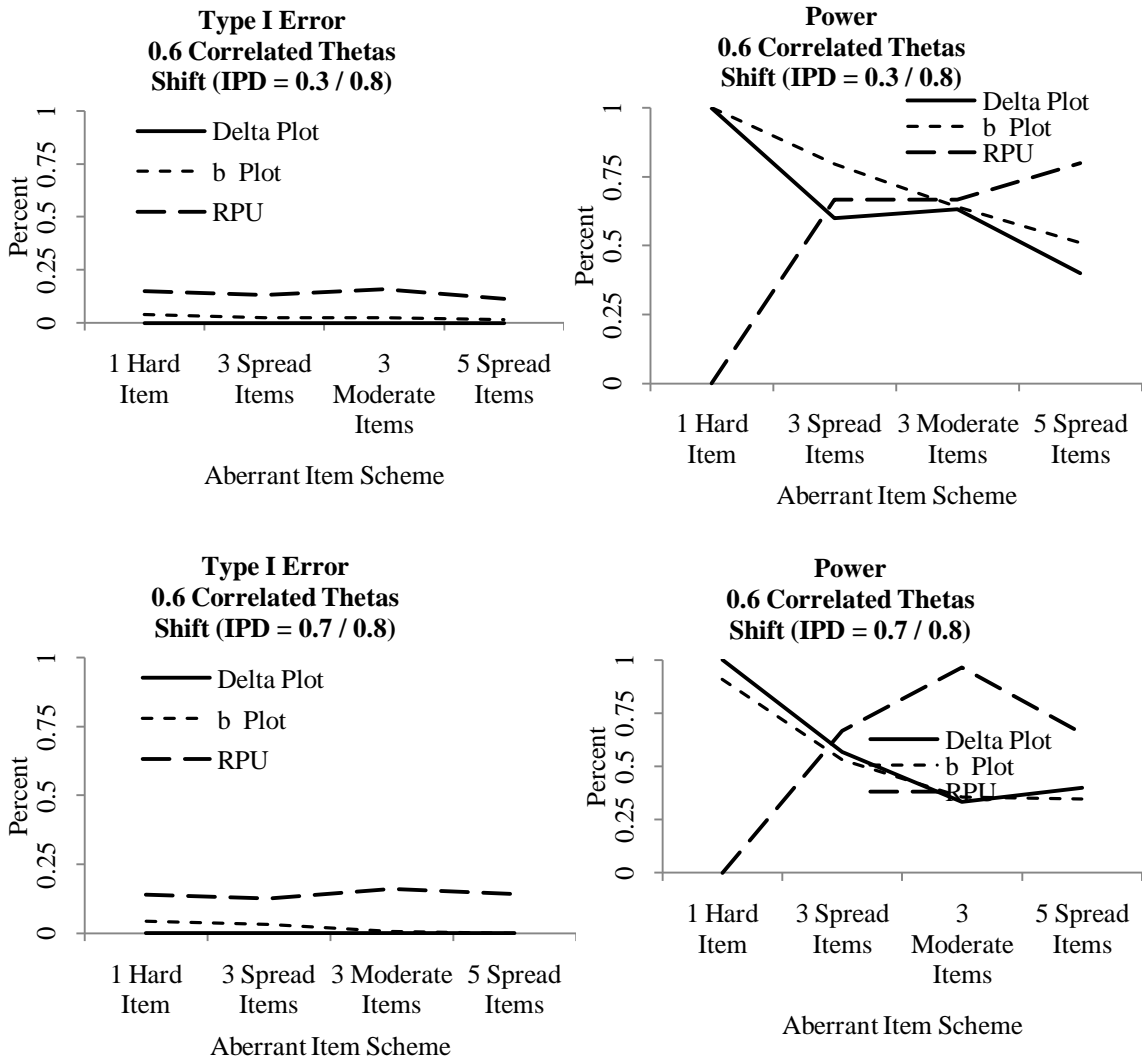 Type I Error
0.6 Correlated Thetas
Shift (IPD = 0.3 / 0.8)
Percent
1
0.75
0.5
0.25
0
Delta Plot
b Plot
RPU
1 Hard
Item
3 Spread
Items
3
Moderate
Items
5 Spread
Items
Aberrant Item Scheme
Power
0.6 Correlated Thetas
Shift (IPD = 0.3 / 0.8)
Percent
1
0.75
0.5
0.25
0
Delta Plot
b Plot
RPU
1 Hard
Item
3 Spread
Items
3 Moderate
Items
5 Spread
Items
Aberrant Item Scheme
Type I Error
0.6 Correlated Thetas
Shift (IPD = 0.7 / 0.8)
Percent
1
0.75
0.5
0.25
0
Delta Plot
b Plot
RPU
1 Hard
Item
3 Spread
Items
3 Moderate
Items
5 Spread
Items
Aberrant Item Scheme
Power
0.6 Correlated Thetas
Shift (IPD = 0.7 / 0.8)
Percent
1
0.75
0.5
0.25
0
Delta Plot
b Plot
RPU
1 Hard
Item
3 Spread
Items
3
Moderate
Items
5 Spread
Items
Aberrant Item Scheme